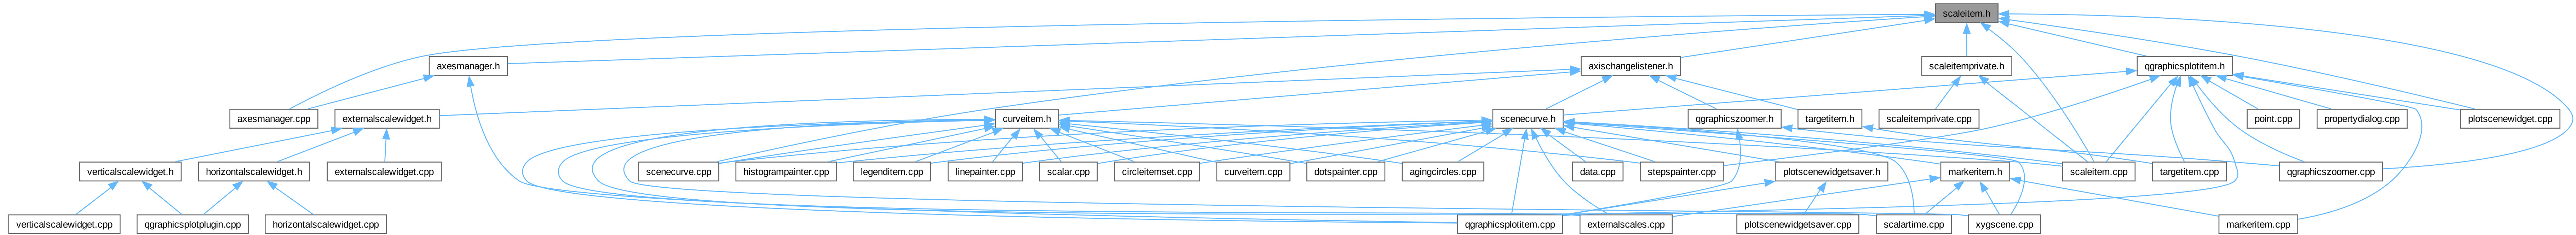 scaleitem.h
axesmanager.h
axischangelistener.h
scaleitemprivate.h
qgraphicsplotitem.h
axesmanager.cpp
externalscalewidget.h
curveitem.h
scenecurve.h
qgraphicszoomer.h
targetitem.h
scaleitemprivate.cpp
point.cpp
propertydialog.cpp
plotscenewidget.cpp
verticalscalewidget.h
horizontalscalewidget.h
externalscalewidget.cpp
scenecurve.cpp
histogrampainter.cpp
legenditem.cpp
linepainter.cpp
scalar.cpp
circleitemset.cpp
curveitem.cpp
dotspainter.cpp
agingcircles.cpp
data.cpp
stepspainter.cpp
plotscenewidgetsaver.h
markeritem.h
scaleitem.cpp
targetitem.cpp
qgraphicszoomer.cpp
verticalscalewidget.cpp
qgraphicsplotplugin.cpp
horizontalscalewidget.cpp
qgraphicsplotitem.cpp
externalscales.cpp
plotscenewidgetsaver.cpp
scalartime.cpp
xygscene.cpp
markeritem.cpp